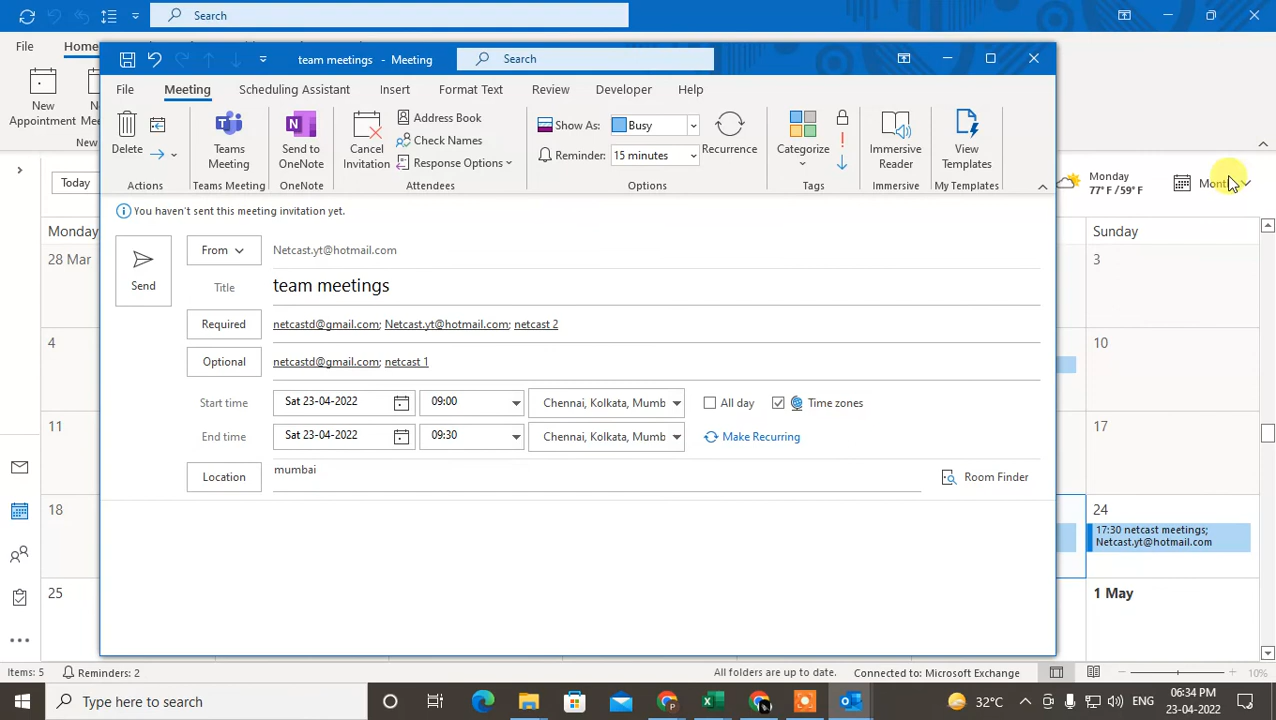 Search
File
Home
team meetings - Meeting
Search
File Meeting Scheduling Assistant Insert Format Text Review Developer Help
New
Appointment
Delete
Actions
Teams
Meeting
Teams Meeting
Send to
OneNote
OneNote
Cancel
Invitation
Address Book
Check Names
Response Options
Attendees
Show As: Busy
Reminder: 15 minutes
Recurrence
Options
Categorize
Tags
Immersive
Reader
Immersive
View
Templates
My Templates
Today
Monday
77° F / 59° F
You haven't sent this meeting invitation yet.
From Netcast.yt@hotmail.com
Send
Title team meetings
Required netcastd@gmail.com; Netcast.yt@hotmail.com; netcast 2
Optional netcastd@gmail.com; netcast 1
Start time Sat 23-04-2022 09:00 Chennai, Kolkata, Mumb All day Time zones
End time Sat 23-04-2022 09:30 Chennai, Kolkata, Mumb Make Recurring
Location mumbai Room Finder
Monday Sunday
28 Mar 3
4 10
11 17
18 24
17:30 netcast meetings;
Netcast.yt@hotmail.com
25 1 May
Items: 5 Reminders: 2 All folders are up to date. Connected to: Microsoft Exchange 10%
Type here to search
32°C
ENG
06:34 PM
23-04-2022